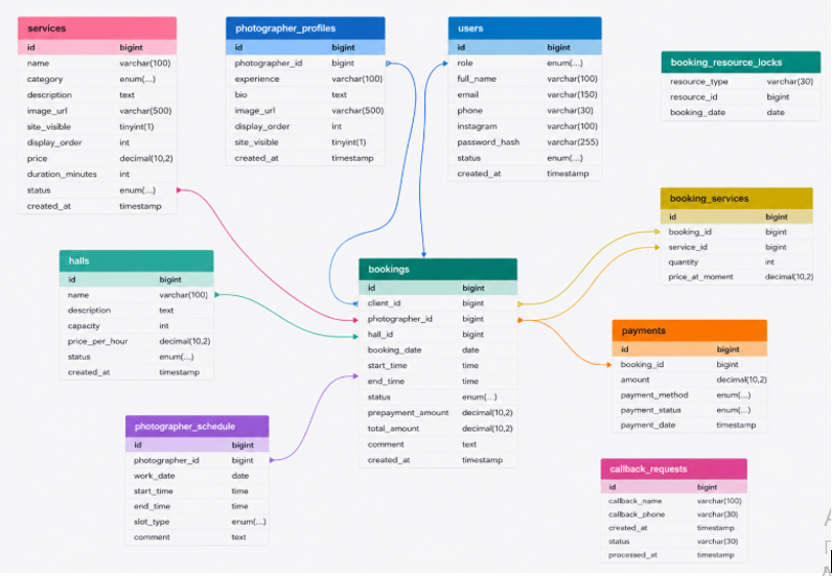 services
id bigint
name varchar(100)
category enum(...)
description text
image_url varchar(500)
site_visible tinyint(1)
display_order int
price decimal(10,2)
duration_minutes int
status enum(...)
created_at timestamp
photographer_profiles
id bigint
photographer_id bigint
experience varchar(100)
bio text
image_url varchar(500)
display_order int
site_visible tinyint(1)
created_at timestamp
users
id bigint
role enum(...)
full_name varchar(100)
email varchar(150)
phone varchar(30)
instagram varchar(100)
password_hash varchar(255)
status enum(...)
created_at timestamp
booking_resource_locks
resource_type varchar(30)
resource_id bigint
booking_date date
booking_services
id bigint
booking_id bigint
service_id bigint
quantity int
price_at_moment decimal(10,2)
halls
id bigint
name varchar(100)
description text
capacity int
price_per_hour decimal(10,2)
status enum(...)
created_at timestamp
bookings
id bigint
client_id bigint
photographer_id bigint
hall_id bigint
booking_date date
start_time time
end_time time
status enum(...)
prepayment_amount decimal(10,2)
total_amount decimal(10,2)
comment text
created_at timestamp
payments
id bigint
booking_id bigint
amount decimal(10,2)
payment_method enum(...)
payment_status enum(...)
payment_date timestamp
photographer_schedule
id bigint
photographer_id bigint
work_date date
start_time time
end_time time
slot_type enum(...)
comment text
callback_requests
id bigint
callback_name varchar(100)
callback_phone varchar(30)
created_at timestamp
status varchar(30)
processed_at timestamp